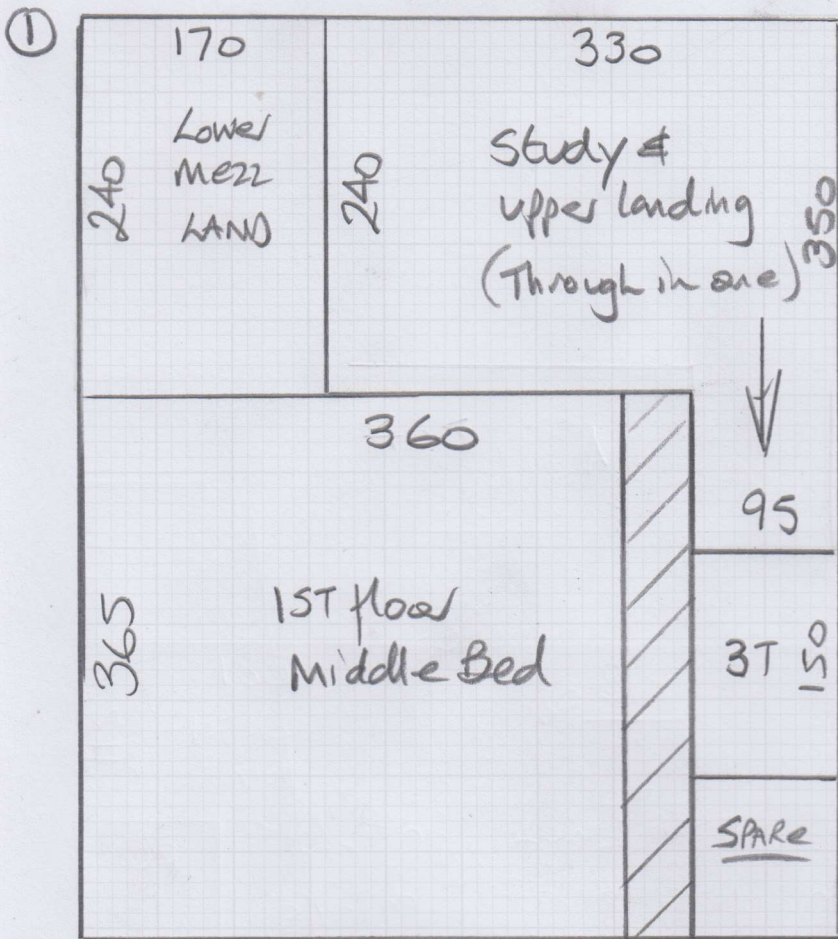 1
170
330
Lower
MEZZ
LAND
240
240
Study &
upper landing
(Through in one)
350
360
95
365
1ST floor
Middle Bed
3T
150
SPARe